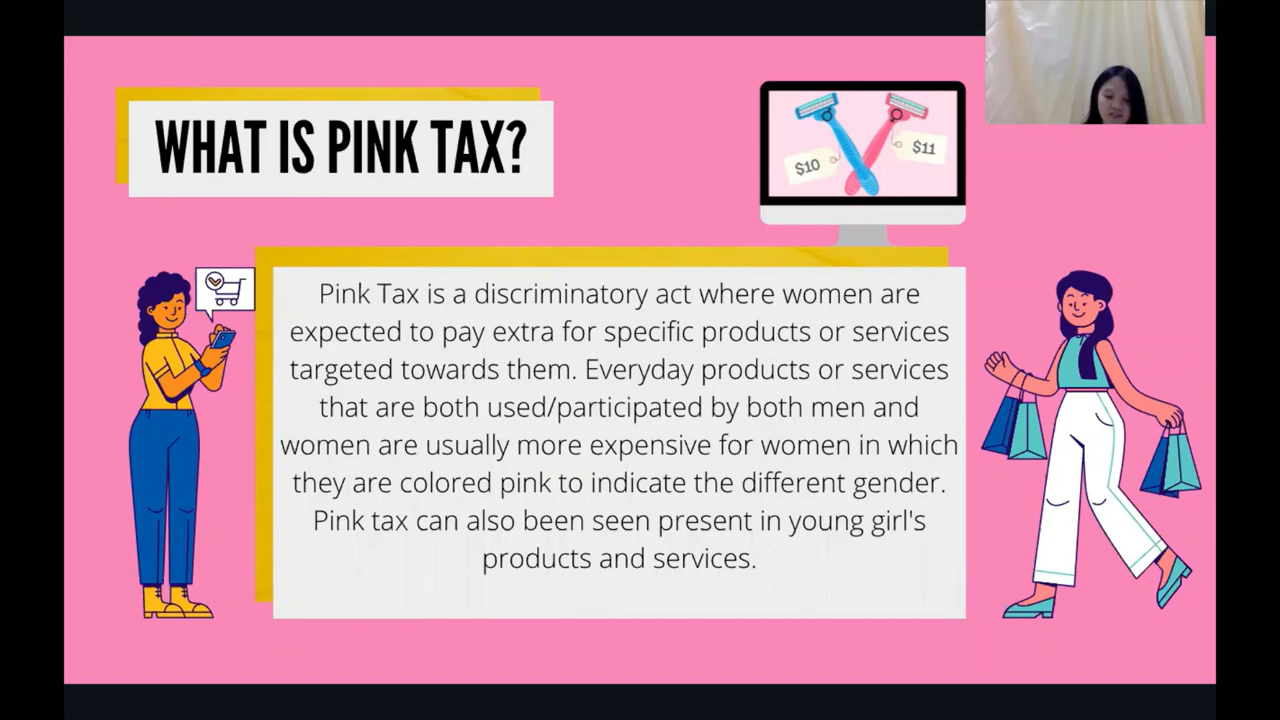 WHAT IS PINK TAX?
$10
$11
Pink Tax is a discriminatory act where women are
expected to pay extra for specific products or services
targeted towards them. Everyday products or services
that are both used/participated by both men and
women are usually more expensive for women in which
they are colored pink to indicate the different gender.
Pink tax can also been seen present in young girl's
products and services.